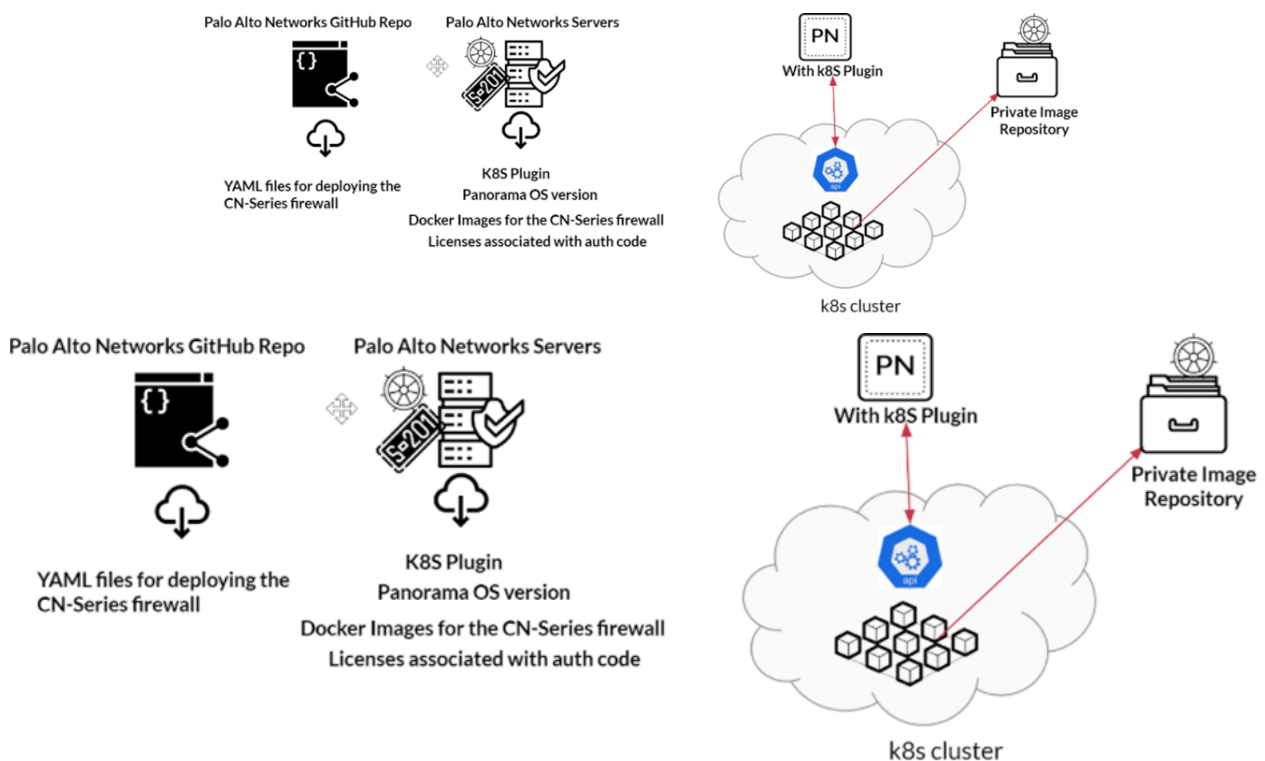 Palo Alto Networks GitHub Repo
Palo Alto Networks Servers
{}
S-201
YAML files for deploying the
CN-Series firewall
K8S Plugin
Panorama OS version
Docker Images for the CN-Series firewall
Licenses associated with auth code
PN
With k8S Plugin
Private Image
Repository
api
k8s cluster
Palo Alto Networks GitHub Repo
Palo Alto Networks Servers
{}
S-201
YAML files for deploying the
CN-Series firewall
K8S Plugin
Panorama OS version
Docker Images for the CN-Series firewall
Licenses associated with auth code
PN
With k8S Plugin
Private Image
Repository
api
k8s cluster